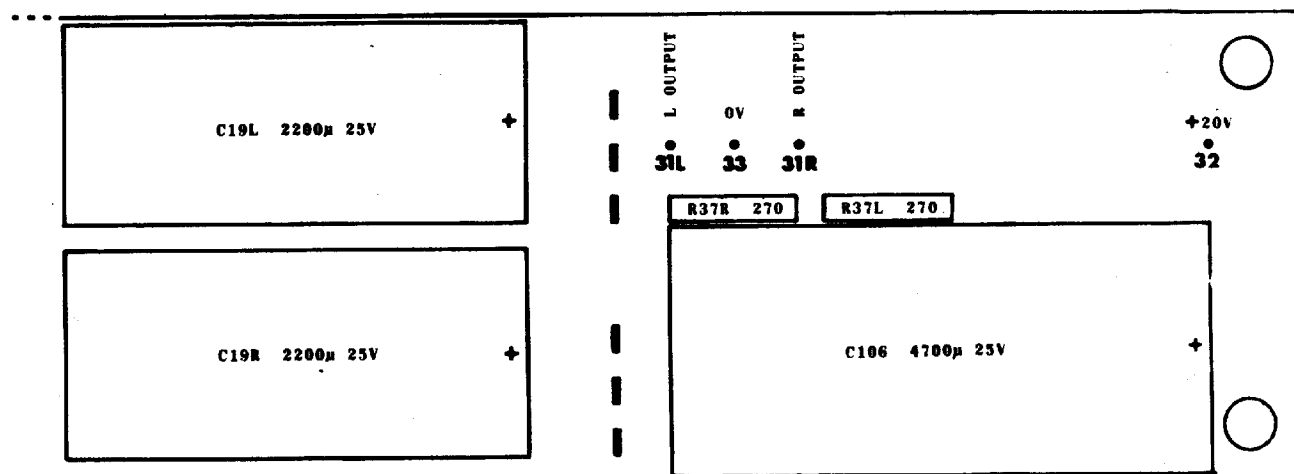 C19L 2200µ 25V +
L OUTPUT
0V
R OUTPUT
+20V
31L 33 31R 32
R37R 270
R37L 270
C19R 2200µ 25V +
C106 4700µ 25V +